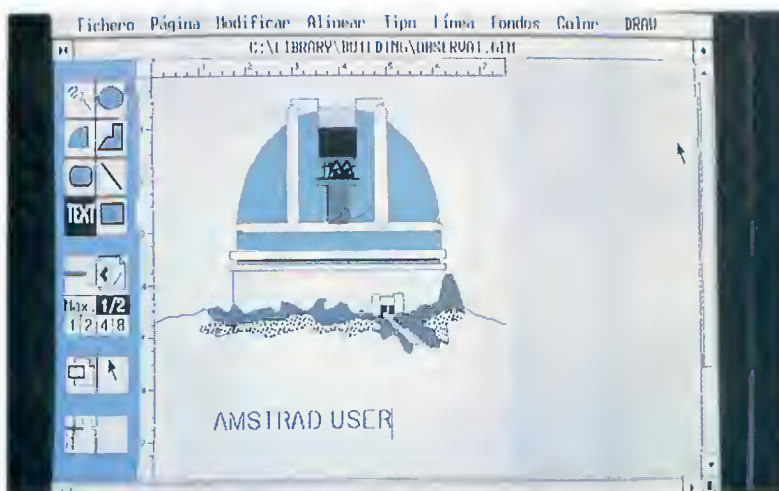 Fichero Página Modificar Alinear Tipo Línea Fondos Color DRAW
C:\LIBRARY\BUILDING\OBSERVAT.GEM
TEXT
Max. 1/2
1 2 4 8
AMSTRAD USER